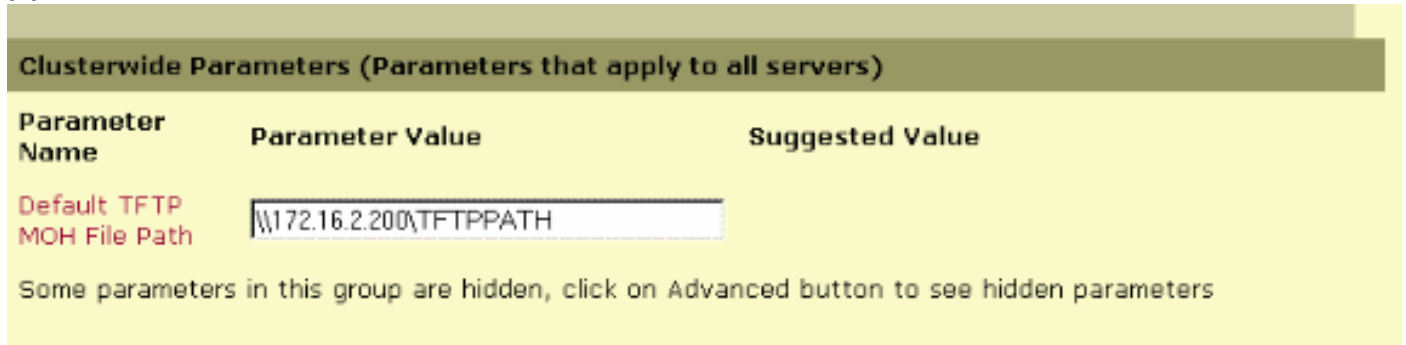 Clusterwide Parameters (Parameters that apply to all servers)
Parameter Name Parameter Value Suggested Value
Default TFTP MOH File Path \\172.16.2.200\TFTPPATH
Some parameters in this group are hidden, click on Advanced button to see hidden parameters